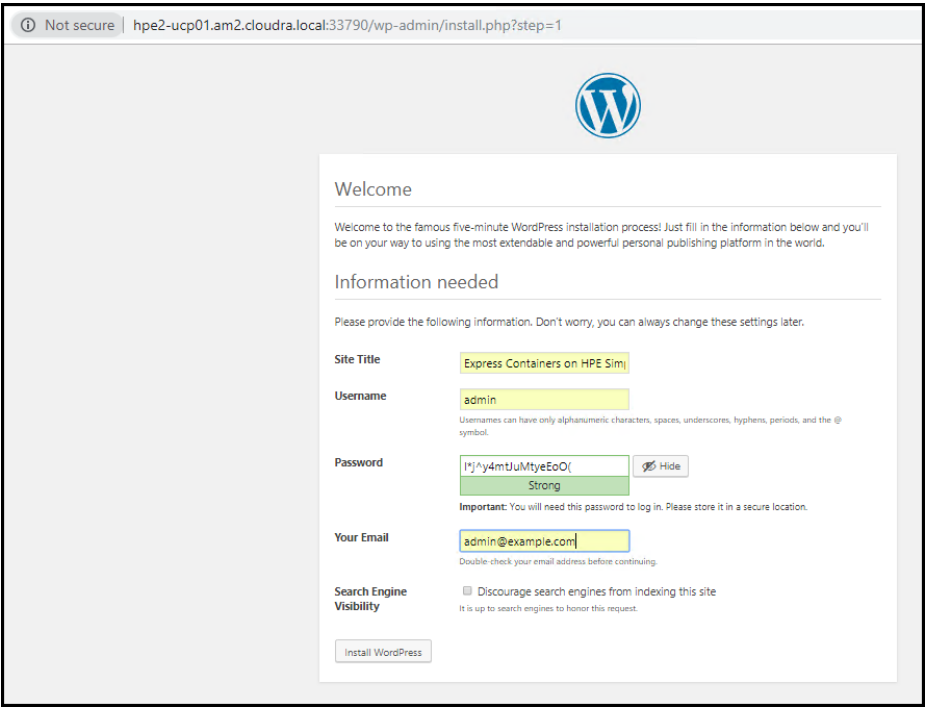 Not secure | hpe2-ucp01.am2.cloudra.local:33790/wp-admin/install.php?step=1
Welcome
Welcome to the famous five-minute WordPress installation process! Just fill in the information below and you'll
be on your way to using the most extendable and powerful personal publishing platform in the world.
Information needed
Please provide the following information. Don't worry, you can always change these settings later.
Site Title
Express Containers on HPE Sim
Username
admin
Usernames can have only alphanumeric characters, spaces, underscores, hyphens, periods, and the @
symbol.
Password
Hide
Strong
Important: You will need this password to log in. Please store it in a secure location.
Your Email
admin@example.com
Double-check your email address before continuing.
Search Engine
Visibility
Discourage search engines from indexing this site
It is up to search engines to honor this request.
Install WordPress